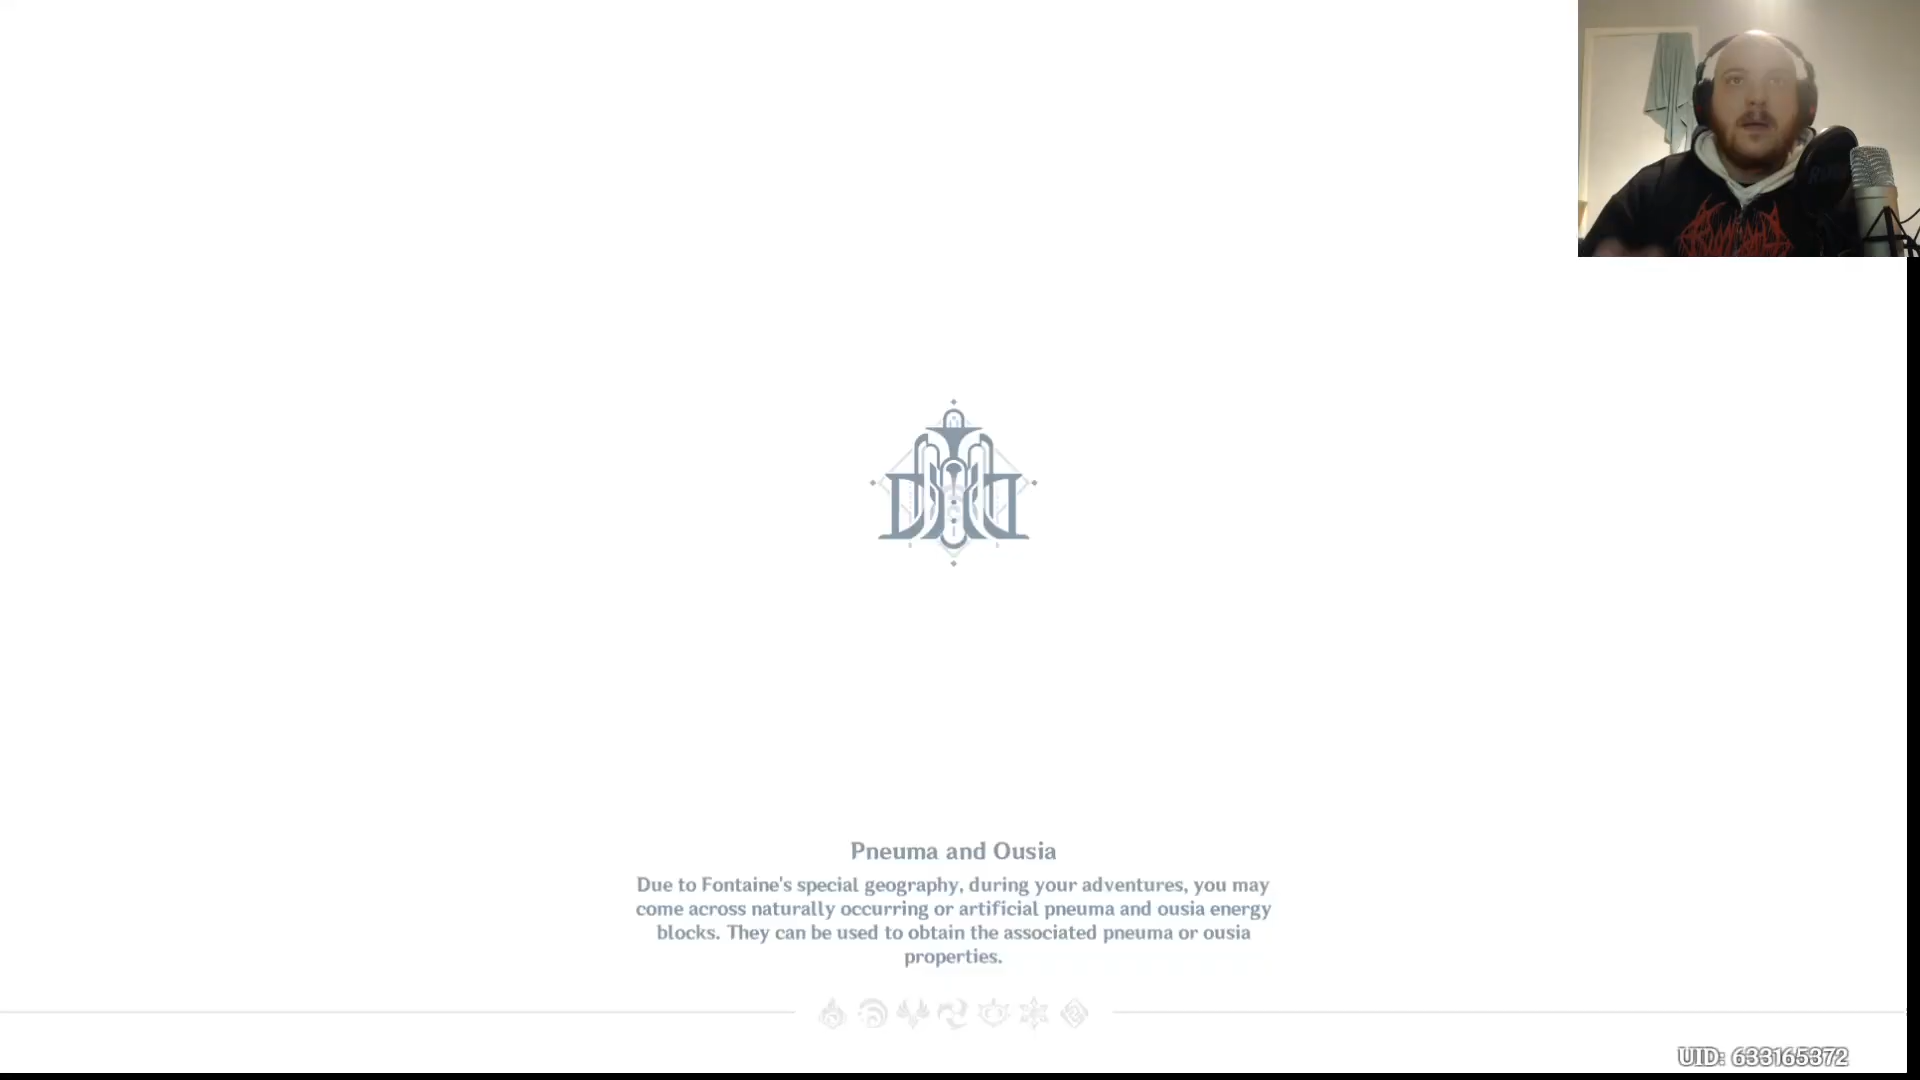 Pneuma and Ousia
Due to Fontaine's special geography, during your adventures, you may
come across naturally occurring or artificial pneuma and ousia energy
blocks. They can be used to obtain the associated pneuma or ousia
properties.
UID: 633165372